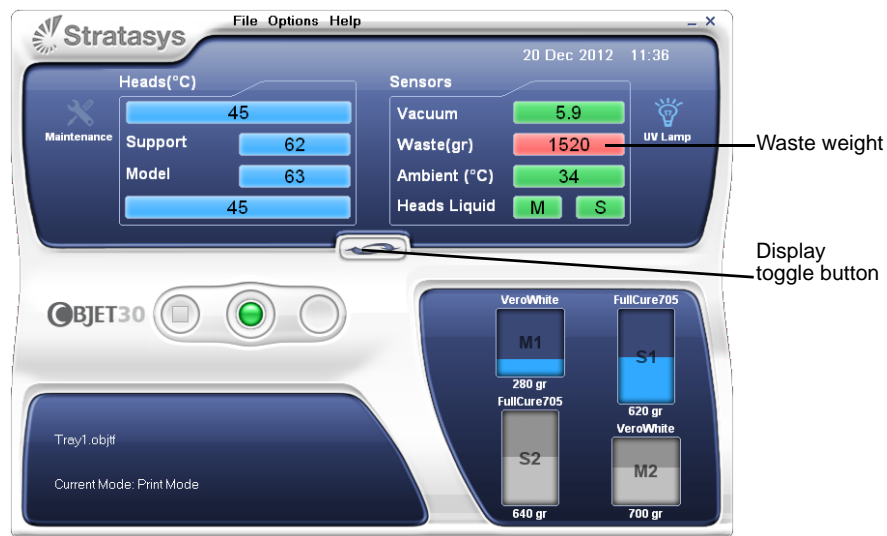 Stratasys
File Options Help
20 Dec 2012 11:36
Heads(°C)
45
Support 62
Model 63
45
Maintenance
Sensors
Vacuum 5.9
Waste(gr) 1520
Ambient (°C) 34
Heads Liquid M S
UV Lamp
Waste weight
Display
toggle button
OBJET30
VeroWhite
M1
280 gr
FullCure705
S1
620 gr
FullCure705
S2
640 gr
VeroWhite
M2
700 gr
Tray1.objtf
Current Mode: Print Mode